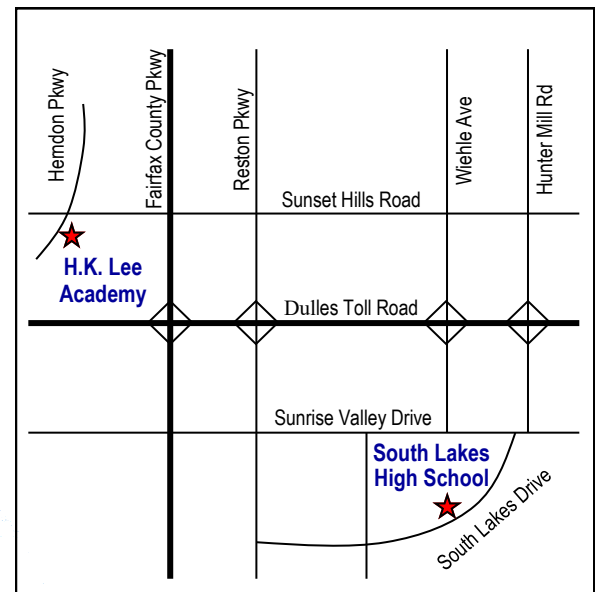 Herndon Pkwy
Fairfax County Pkwy
Reston Pkwy
Wiehle Ave
Hunter Mill Rd
Sunset Hills Road
H.K. Lee
Academy
Dulles Toll Road
Sunrise Valley Drive
South Lakes
High School
South Lakes Drive